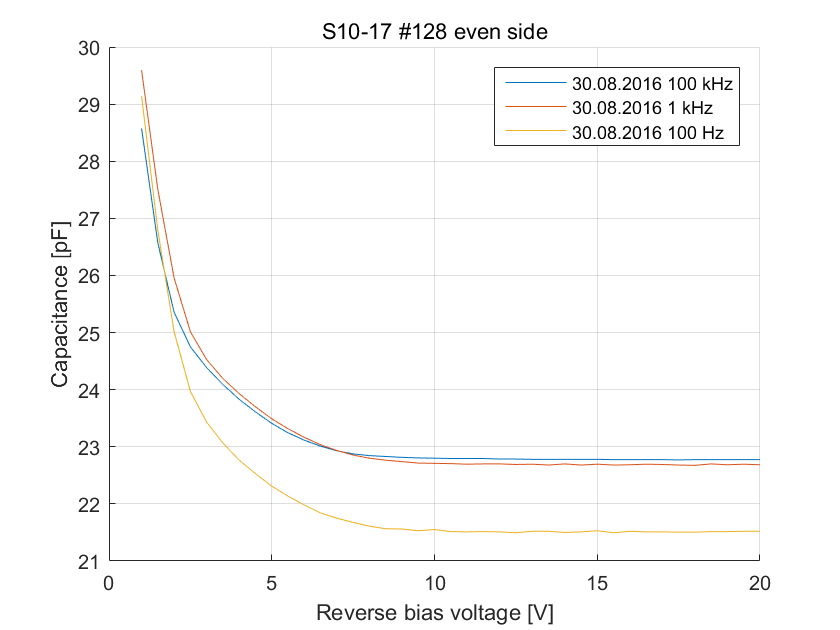 S10-17 #128 even side
30
29
28
27
26
25
24
23
22
21
Capacitance [pF]
30.08.2016 100 kHz
30.08.2016 1 kHz
30.08.2016 100 Hz
0 5 10 15 20
Reverse bias voltage [V]